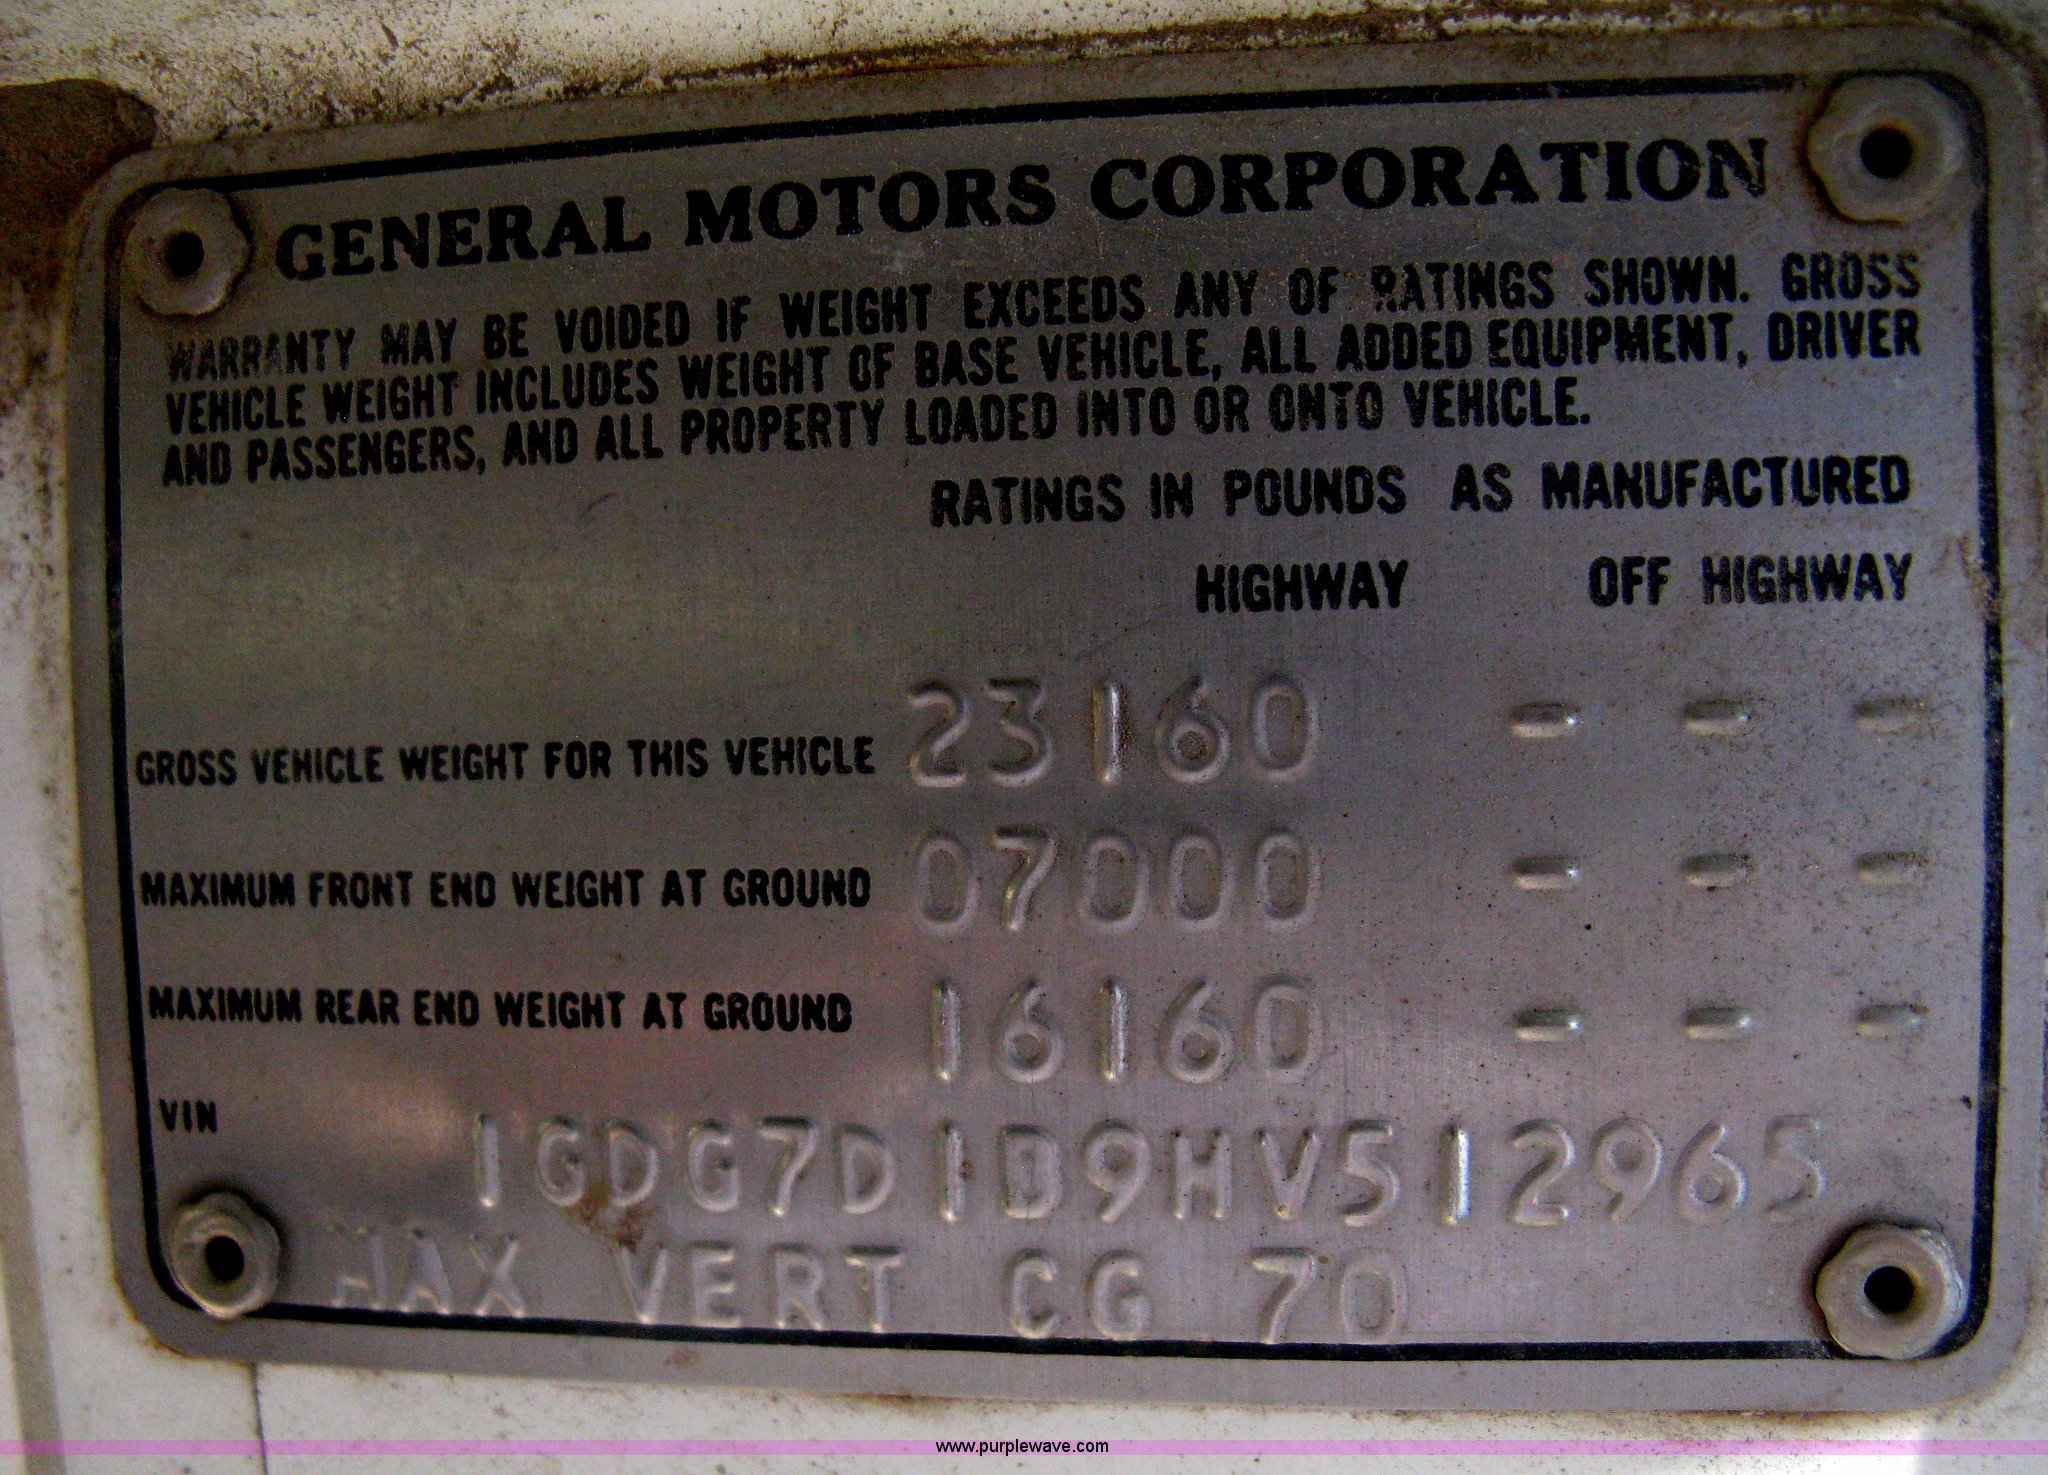 GENERAL MOTORS CORPORATION
WARRANTY MAY BE VOIDED IF WEIGHT EXCEEDS ANY OF RATINGS SHOWN. GROSS
VEHICLE WEIGHT INCLUDES WEIGHT OF BASE VEHICLE, ALL ADDED EQUIPMENT, DRIVER
AND PASSENGERS, AND ALL PROPERTY LOADED INTO OR ONTO VEHICLE.
RATINGS IN POUNDS AS MANUFACTURED
HIGHWAY OFF HIGHWAY
GROSS VEHICLE WEIGHT FOR THIS VEHICLE 23160 - - -
MAXIMUM FRONT END WEIGHT AT GROUND 07000 - - -
MAXIMUM REAR END WEIGHT AT GROUND 16160 - - -
VIN 1GDG7D1B9HV512965
MAX VERT CG 70
www.purplewave.com